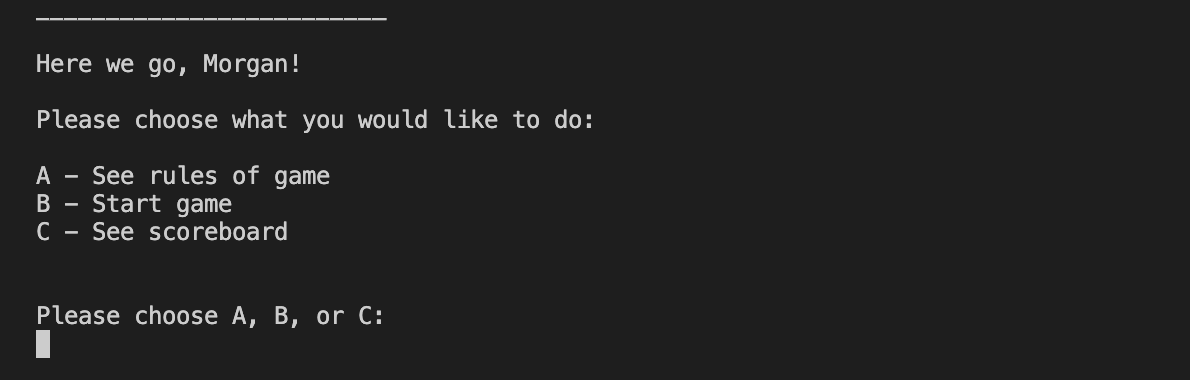 _________________________
Here we go, Morgan!
Please choose what you would like to do:
A – See rules of game
B – Start game
C – See scoreboard
Please choose A, B, or C: